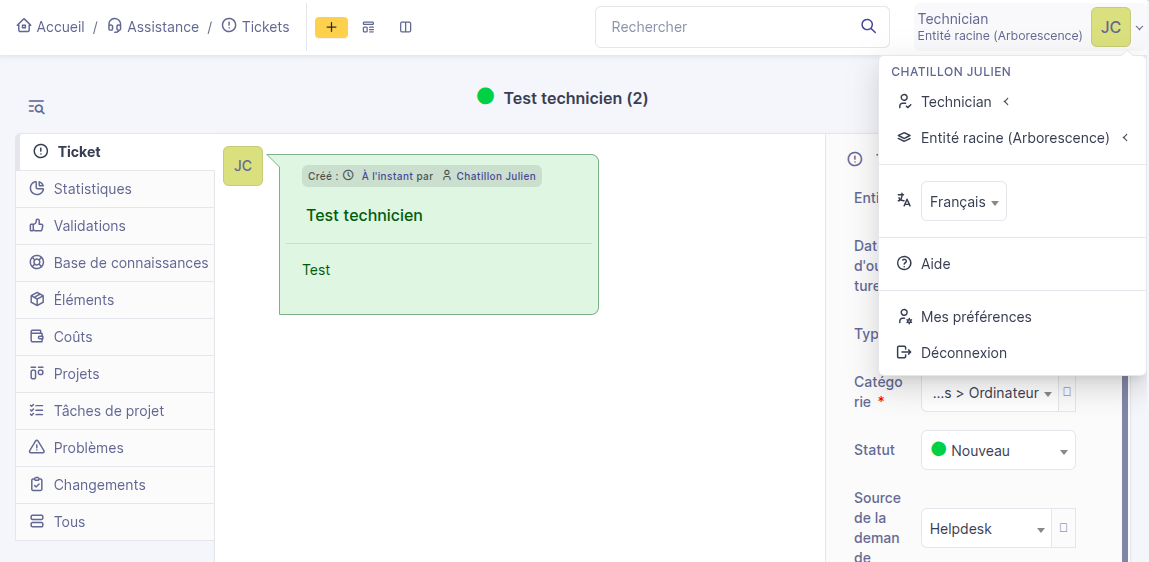 Accueil / Assistance / Tickets
Rechercher
Technician
Entité racine (Arborescence)
JC
CHATILLON JULIEN
Technician
Entité racine (Arborescence)
Français
Aide
Mes préférences
Déconnexion
Test technicien (2)
Ticket
Statistiques
Validations
Base de connaissances
Éléments
Coûts
Projets
Tâches de projet
Problèmes
Changements
Tous
JC
Créé : À l'instant par Chatillon Julien
Test technicien
Test
Enti
Dat
d'ou
ture
Typ
Catégo
rie *
...s > Ordinateur
Statut
Nouveau
Source
de la
deman
de
Helpdesk